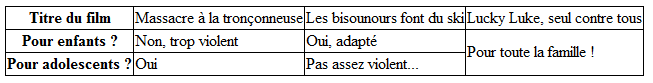 Titre du film Massacre à la tronçonneuse Les bisounours font du ski Lucky Luke, seul contre tous
Pour enfants ? Non, trop violent Oui, adapté
Pour toute la famille !
Pour adolescents ? Oui Pas assez violent...